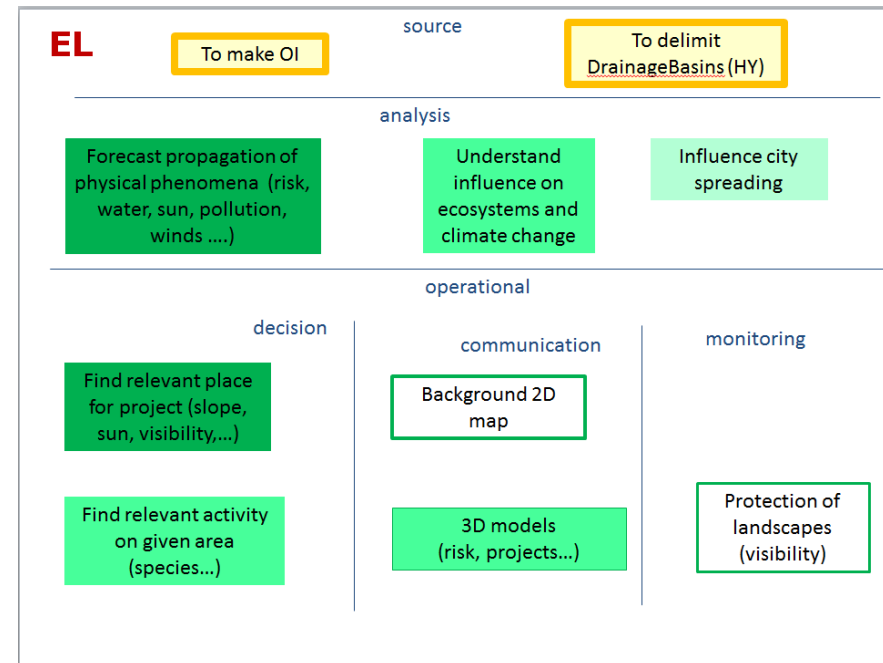 EL
source
To make OI
To delimit
DrainageBasins (HY)
analysis
Forecast propagation of
physical phenomena (risk,
water, sun, pollution,
winds ....)
Understand
influence on
ecosystems and
climate change
Influence city
spreading
operational
decision
communication
monitoring
Find relevant place
for project (slope,
sun, visibility,...)
Background 2D
map
Find relevant activity
on given area
(species...)
3D models
(risk, projects...)
Protection of
landscapes
(visibility)